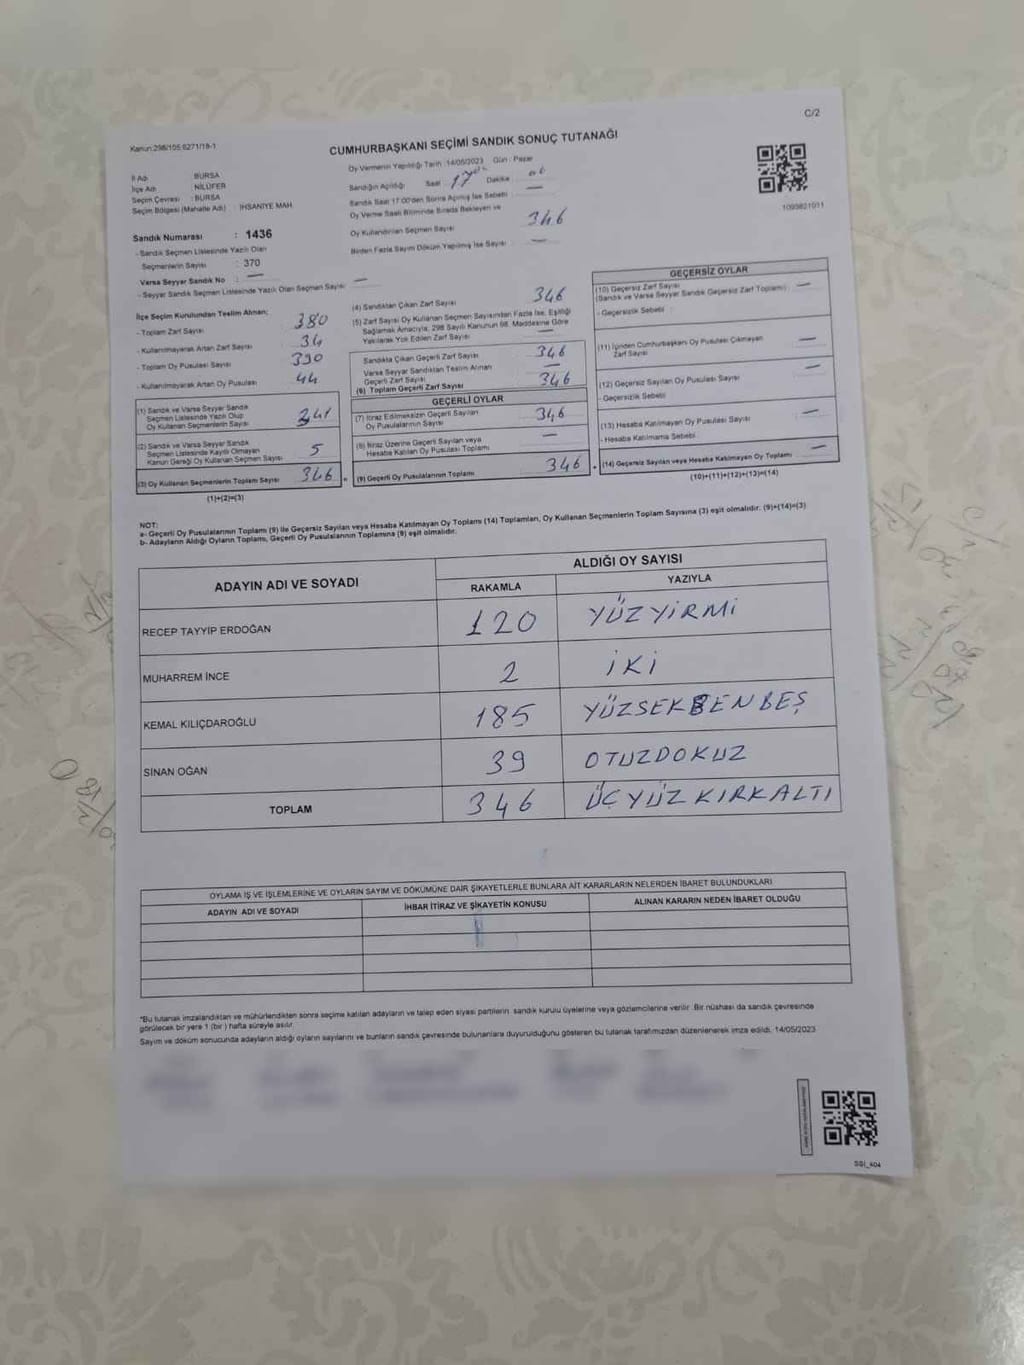 C/2
Kanun:298/105 6271/18-1
CUMHURBAŞKANI SEÇİMİ SANDIK SONUÇ TUTANAĞI
İl Adı : BURSA
İlçe Adı : NİLÜFER
Seçim Çevresi : BURSA
Seçim Bölgesi (Mahalle Adı) : İHSANİYE MAH.
Sandık Numarası : 1436
- Sandık Seçmen Listesinde Yazılı Olan
Seçmenlerin Sayısı : 370
Varsa Seyyar Sandık No : —
- Seyyar Sandık Seçmen Listesinde Yazılı Olan Seçmen Sayısı —
Oy Vermenin Yapıldığı Tarih :14/05/2023 Gün : Pazar
Sandığın Açıldığı Saat 17 Dakika
Sandık Saat 17:00'den Sonra Açılmış İse Sebebi —
Oy Verme Saati Bitiminde Sırada Bekleyen ve
Oy Kullandırılan Seçmen Sayısı 346
Birden Fazla Sayım Döküm Yapılmış İse Sayısı —
1093821011
İlçe Seçim Kurulundan Teslim Alınan;
- Toplam Zarf Sayısı 380
- Kullanılmayarak Artan Zarf Sayısı 34
- Toplam Oy Pusulası Sayısı 390
- Kullanılmayarak Artan Oy Pusulası 44
(1) Sandık ve Varsa Seyyar Sandık
Seçmen Listesinde Yazılı Olup
Oy Kullanan Seçmenlerin Sayısı 341
(2) Sandık ve Varsa Seyyar Sandık
Seçmen Listesinde Kayıtlı Olmayan
Kanun Gereği Oy Kullanan Seçmen Sayısı 5
(3) Oy Kullanan Seçmenlerin Toplam Sayısı 346 =
(1)+(2)=(3)
(4) Sandıktan Çıkan Zarf Sayısı 346
(5) Zarf Sayısı Oy Kullanan Seçmen Sayısından Fazla İse, Eşitliği
Sağlamak Amacıyla; 298 Sayılı Kanunun 98. Maddesine Göre
Yakılarak Yok Edilen Zarf Sayısı —
Sandıkta Çıkan Geçerli Zarf Sayısı 346
Varsa Seyyar Sandıktan Teslim Alınan
Geçerli Zarf Sayısı —
(6) Toplam Geçerli Zarf Sayısı 346
GEÇERLİ OYLAR
(7) İtiraz Edilmeksizin Geçerli Sayılan
Oy Pusulasının Sayısı 346
(8) İtiraz Üzerine Geçerli Sayılan veya
Hesaba Katılan Oy Pusulası Toplamı —
(9) Geçerli Oy Pusulalarının Toplamı 346 +
GEÇERSİZ OYLAR
(10) Geçersiz Zarf Sayısı —
(Sandık ve Varsa Seyyar Sandık Geçersiz Zarf Toplamı)
- Geçersizlik Sebebi :
(11) İçinden Cumhurbaşkanı Oy Pusulası Çıkmayan
Zarf Sayısı —
(12) Geçersiz Sayılan Oy Pusulası Sayısı —
- Geçersizlik Sebebi
(13) Hesaba Katılmayan Oy Pusulası Sayısı —
- Hesaba Katılmama Sebebi
(14) Geçersiz Sayılan veya Hesaba Katılmayan Oy Toplamı —
(10)+(11)+(12)+(13)=(14)
NOT:
a- Geçerli Oy Pusulalarının Toplamı (9) ile Geçersiz Sayılan veya Hesaba Katılmayan Oy Toplamı (14) Toplamları, Oy Kullanan Seçmenlerin Toplam Sayısına (3) eşit olmalıdır. (9)+(14)=(3)
b- Adayların Aldığı Oyların Toplamı, Geçerli Oy Pusulalarının Toplamına (9) eşit olmalıdır.
ADAYIN ADI VE SOYADI
ALDIĞI OY SAYISI
RAKAMLA YAZIYLA
RECEP TAYYİP ERDOĞAN 120 YÜZYİRMİ
MUHARREM İNCE 2 İKİ
KEMAL KILIÇDAROĞLU 185 YÜZSEKSENBEŞ
SİNAN OĞAN 39 OTUZDOKUZ
TOPLAM 346 ÜÇYÜZKIRKALTI
OYLAMA İŞ VE İŞLEMLERİNE VE OYLARIN SAYIM VE DÖKÜMÜNE DAİR ŞİKAYETLERLE BUNLARA AİT KARARLARIN NELERDEN İBARET BULUNDUKLARI
ADAYIN ADI VE SOYADI İHBAR İTİRAZ VE ŞİKAYETİN KONUSU ALINAN KARARIN NEDEN İBARET OLDUĞU
*Bu tutanak imzalandıktan ve mühürlendikten sonra seçime katılan adayların ve talep eden siyasi partilerin sandık kurulu üyelerine veya gözlemcilerine verilir. Bir nüshası da sandık çevresinde
görülecek bir yere 1 (bir ) hafta süreyle asılır.
Sayım ve döküm sonucunda adayların aldığı oyların sayılarını ve bunların sandık çevresinde bulunanlara duyurulduğunu gösteren bu tutanak tarafımızdan düzenlenerek imza edildi. 14/05/2023
SSİ_404